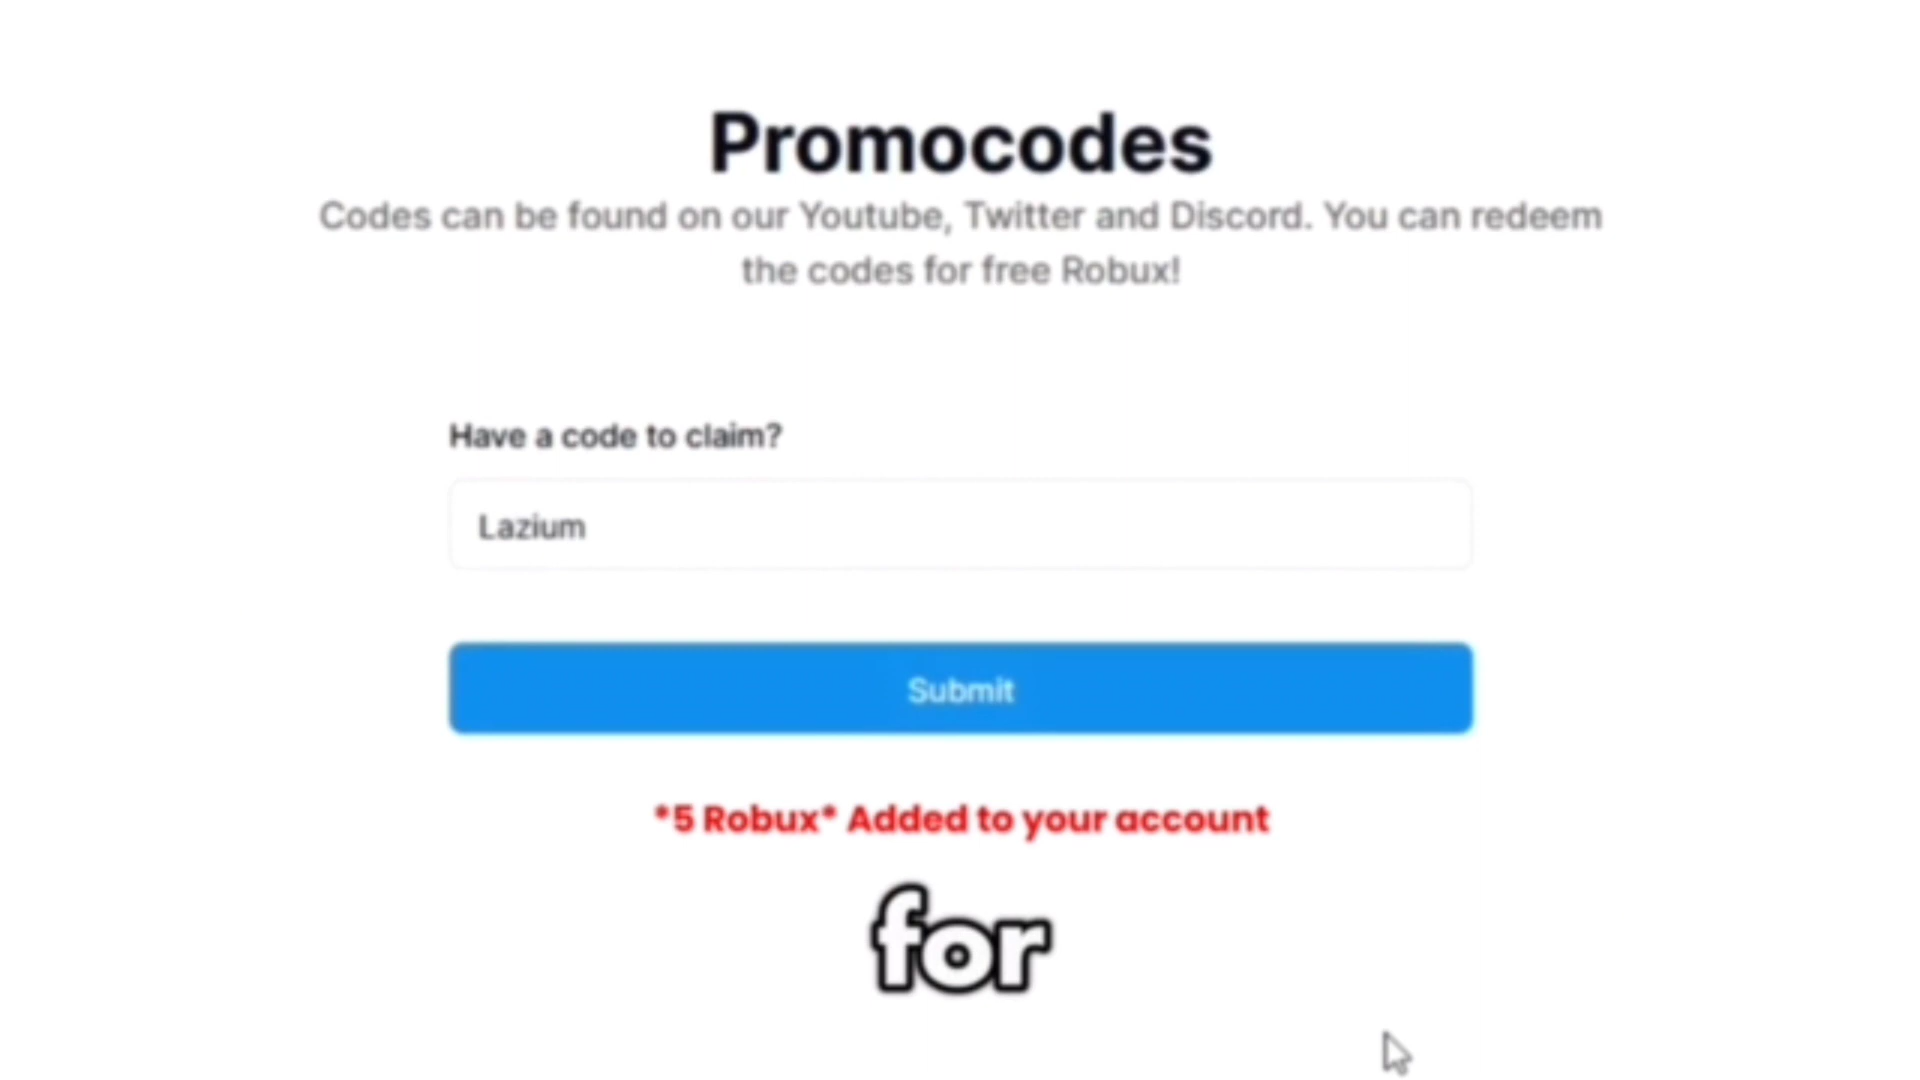 Promocodes
Codes can be found on our Youtube, Twitter and Discord. You can redeem
the codes for free Robux!
Have a code to claim?
Lazium
Submit
*5 Robux* Added to your account
for